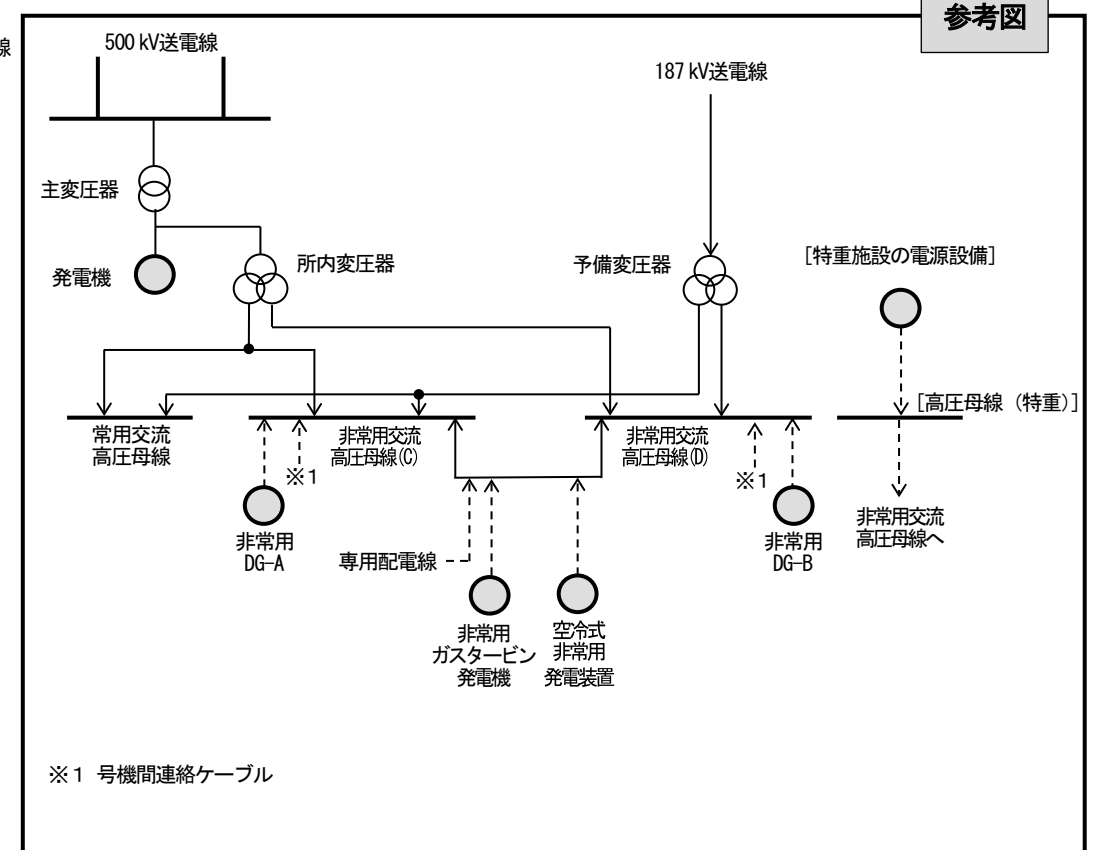 参考図
線
500 kV送電線
187 kV送電線
主変圧器
発電機
所内変圧器
予備変圧器
[特重施設の電源設備]
[高圧母線（特重)]
常用交流
高圧母線
非常用交流
高圧母線(C)
非常用交流
高圧母線(D)
※1
※1
非常用
DG-A
専用配電線
非常用
DG-B
非常用交流
高圧母線へ
非常用
ガスタービン
発電機
空冷式
非常用
発電装置
※１ 号機間連絡ケーブル